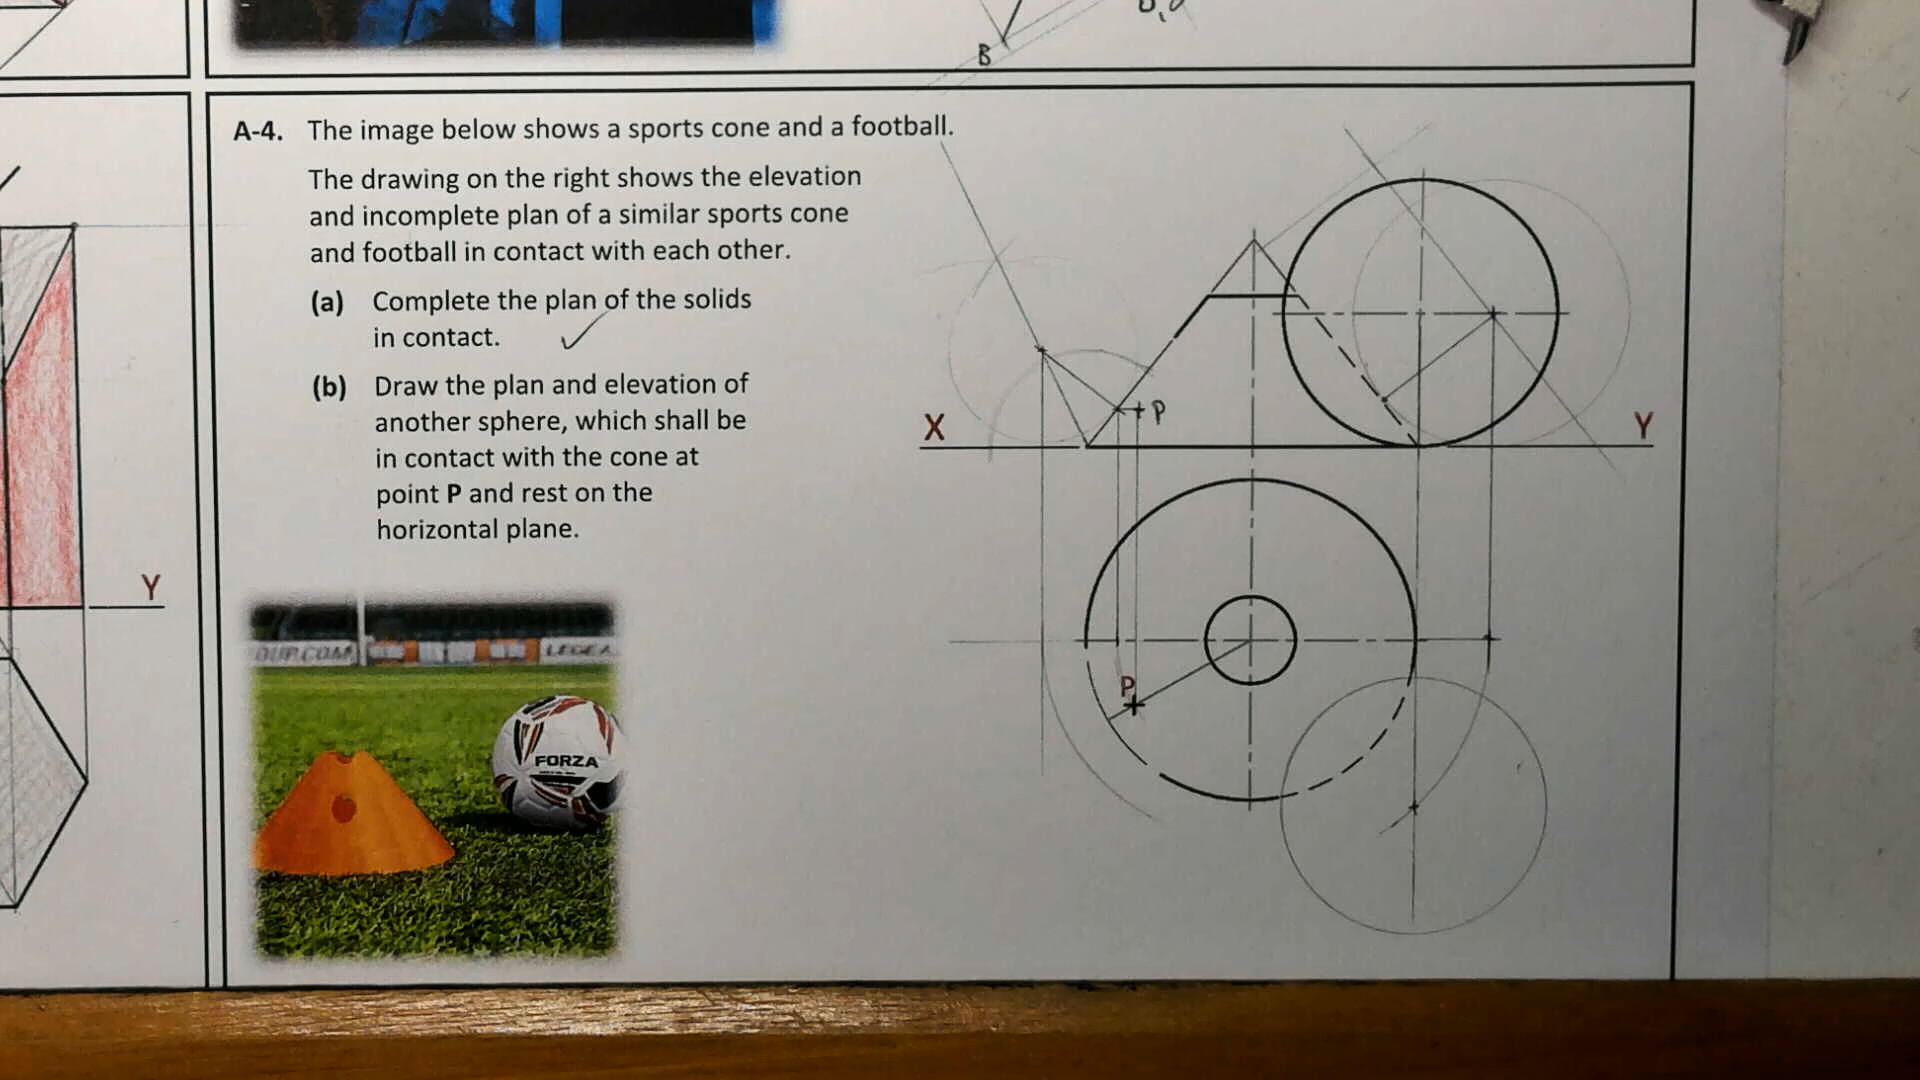 B
A-4. The image below shows a sports cone and a football.
The drawing on the right shows the elevation
and incomplete plan of a similar sports cone
and football in contact with each other.
(a) Complete the plan of the solids
in contact.
(b) Draw the plan and elevation of
another sphere, which shall be
in contact with the cone at
point P and rest on the
horizontal plane.
X
P
Y
Y
P
OUR.COM
FORZA